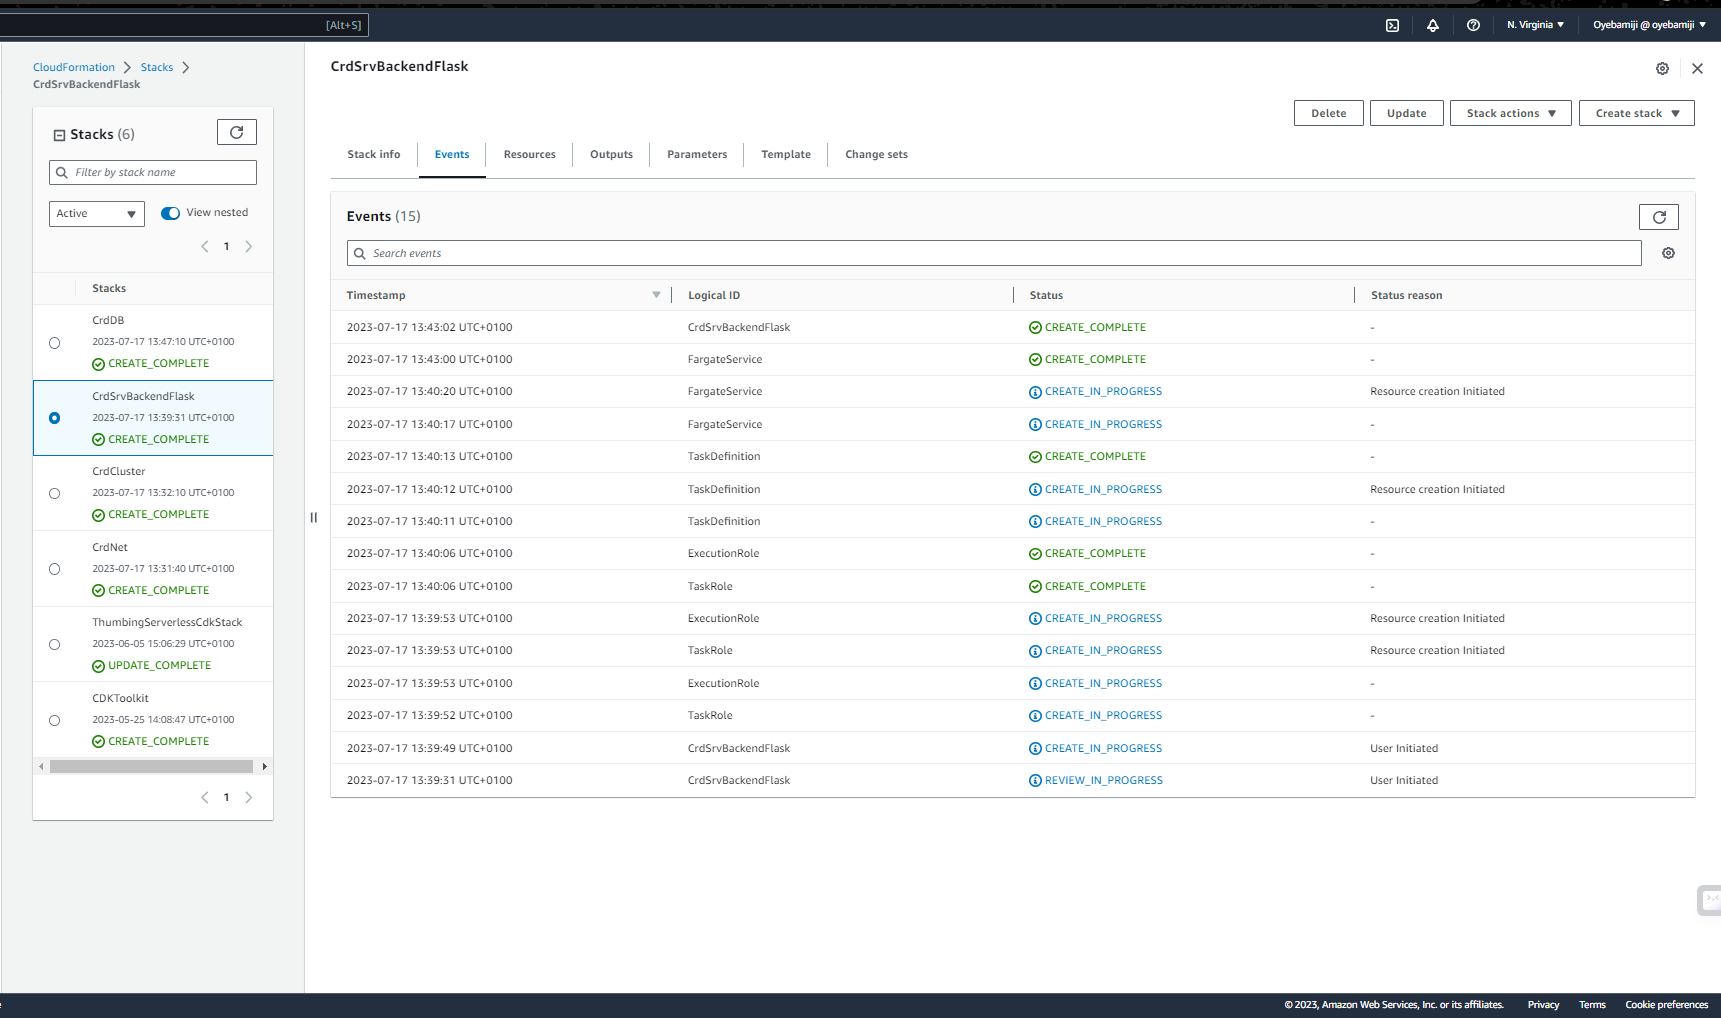 [Alt+S]
N. Virginia
Oyebamiji @ oyebamiji
CloudFormation
Stacks
CrdSrvBackendFlask
Stacks (6)
Filter by stack name
Active
View nested
1
Stacks
CrdDB
2023-07-17 13:47:10 UTC+0100
CREATE_COMPLETE
CrdSrvBackendFlask
2023-07-17 13:39:31 UTC+0100
CREATE_COMPLETE
CrdCluster
2023-07-17 13:32:10 UTC+0100
CREATE_COMPLETE
CrdNet
2023-07-17 13:31:40 UTC+0100
CREATE_COMPLETE
ThumbingServerlessCdkStack
2023-06-05 15:06:29 UTC+0100
UPDATE_COMPLETE
CDKToolkit
2023-05-25 14:08:47 UTC+0100
CREATE_COMPLETE
1
CrdSrvBackendFlask
Delete Update Stack actions Create stack
Stack info Events Resources Outputs Parameters Template Change sets
Events (15)
Search events
Timestamp Logical ID Status Status reason
2023-07-17 13:43:02 UTC+0100 CrdSrvBackendFlask CREATE_COMPLETE -
2023-07-17 13:43:00 UTC+0100 FargateService CREATE_COMPLETE -
2023-07-17 13:40:20 UTC+0100 FargateService CREATE_IN_PROGRESS Resource creation Initiated
2023-07-17 13:40:17 UTC+0100 FargateService CREATE_IN_PROGRESS -
2023-07-17 13:40:13 UTC+0100 TaskDefinition CREATE_COMPLETE -
2023-07-17 13:40:12 UTC+0100 TaskDefinition CREATE_IN_PROGRESS Resource creation Initiated
2023-07-17 13:40:11 UTC+0100 TaskDefinition CREATE_IN_PROGRESS -
2023-07-17 13:40:06 UTC+0100 ExecutionRole CREATE_COMPLETE -
2023-07-17 13:40:06 UTC+0100 TaskRole CREATE_COMPLETE -
2023-07-17 13:39:53 UTC+0100 ExecutionRole CREATE_IN_PROGRESS Resource creation Initiated
2023-07-17 13:39:53 UTC+0100 TaskRole CREATE_IN_PROGRESS Resource creation Initiated
2023-07-17 13:39:53 UTC+0100 ExecutionRole CREATE_IN_PROGRESS -
2023-07-17 13:39:52 UTC+0100 TaskRole CREATE_IN_PROGRESS -
2023-07-17 13:39:49 UTC+0100 CrdSrvBackendFlask CREATE_IN_PROGRESS User Initiated
2023-07-17 13:39:31 UTC+0100 CrdSrvBackendFlask REVIEW_IN_PROGRESS User Initiated
© 2023, Amazon Web Services, Inc. or its affiliates. Privacy Terms Cookie preferences